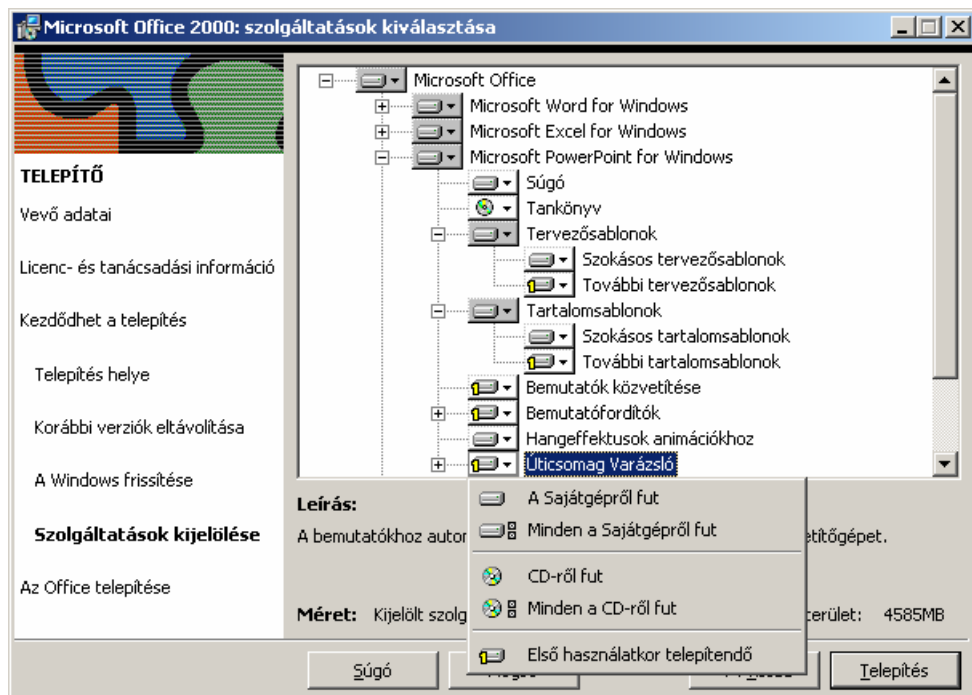 Microsoft Office 2000: szolgáltatások kiválasztása
TELEPÍTŐ
Vevő adatai
Licenc- és tanácsadási információ
Kezdődhet a telepítés
Telepítés helye
Korábbi verziók eltávolítása
A Windows frissítése
Szolgáltatások kijelölése
Az Office telepítése
Microsoft Office
Microsoft Word for Windows
Microsoft Excel for Windows
Microsoft PowerPoint for Windows
Súgó
Tankönyv
Tervezősablonok
Szokásos tervezősablonok
További tervezősablonok
Tartalomsablonok
Szokásos tartalomsablonok
További tartalomsablonok
Bemutatók közvetítése
Bemutatófordítók
Hangeffektusok animációkhoz
Úticsomag Varázsló
Leírás:
A bemutatókhoz
Méret: Kijelölt 4585MB
A Sajátgépről fut
Minden a Sajátgépről fut
CD-ről fut
Minden a CD-ről fut
Első használatkor telepítendő
Súgó
Telepítés